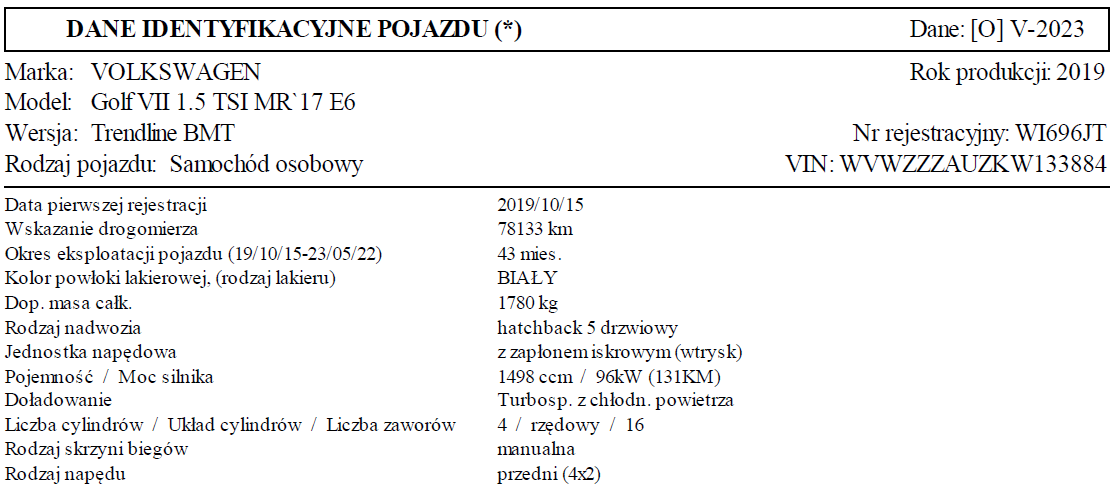 DANE IDENTYFIKACYJNE POJAZDU (*) Dane: [O] V-2023
Marka: VOLKSWAGEN Rok produkcji: 2019
Model: Golf VII 1.5 TSI MR`17 E6
Wersja: Trendline BMT Nr rejestracyjny: WI696JT
Rodzaj pojazdu: Samochód osobowy VIN: WVWZZZAUZKW133884
Data pierwszej rejestracji 2019/10/15
Wskazanie drogomierza 78133 km
Okres eksploatacji pojazdu (19/10/15-23/05/22) 43 mies.
Kolor powłoki lakierowej, (rodzaj lakieru) BIAŁY
Dop. masa całk. 1780 kg
Rodzaj nadwozia hatchback 5 drzwiowy
Jednostka napędowa z zapłonem iskrowym (wtrysk)
Pojemność / Moc silnika 1498 ccm / 96kW (131KM)
Doładowanie Turbosp. z chłodn. powietrza
Liczba cylindrów / Układ cylindrów / Liczba zaworów 4 / rzędowy / 16
Rodzaj skrzyni biegów manualna
Rodzaj napędu przedni (4x2)